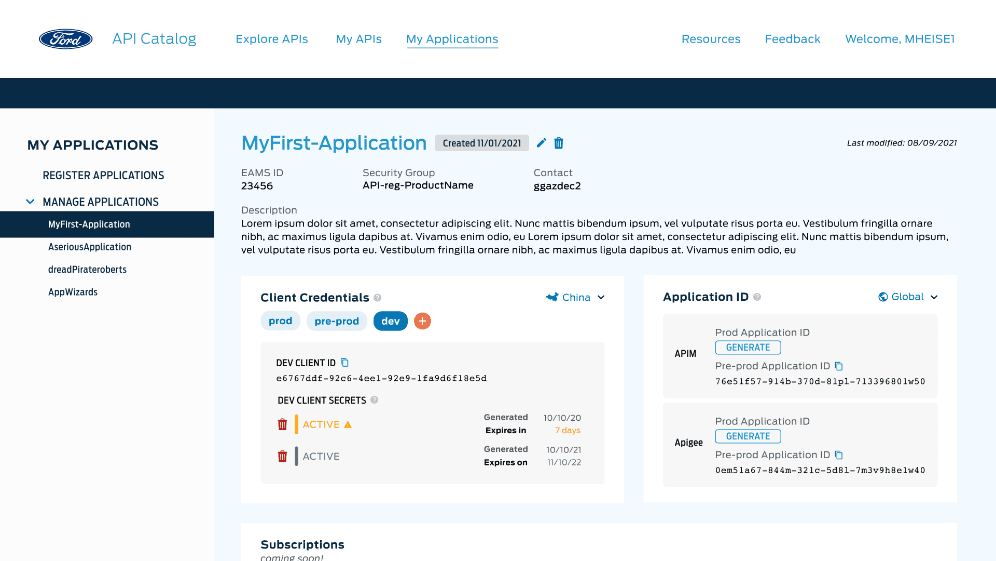 Ford
API Catalog
Explore APIs
My APIs
My Applications
Resources
Feedback
Welcome, MHEISE1
MY APPLICATIONS
REGISTER APPLICATIONS
MANAGE APPLICATIONS
MyFirst-Application
AseriousApplication
dreadPirateroberts
AppWizards
MyFirst-Application
Created 11/01/2021
Last modified: 08/09/2021
EAMS ID
23456
Security Group
API-reg-ProductName
Contact
ggazdec2
Description
Lorem ipsum dolor sit amet, consectetur adipiscing elit. Nunc mattis bibendum ipsum, vel vulputate risus porta eu. Vestibulum fringilla ornare
nibh, ac maximus ligula dapibus at. Vivamus enim odio, eu Lorem ipsum dolor sit amet, consectetur adipiscing elit. Nunc mattis bibendum ipsum,
vel vulputate risus porta eu. Vestibulum fringilla ornare nibh, ac maximus ligula dapibus at. Vivamus enim odio, eu
Client Credentials ?
China
prod
pre-prod
dev
+
DEV CLIENT ID
e6767ddf-92c6-4ee1-92e9-1fa9d6f18e5d
DEV CLIENT SECRETS ?
ACTIVE
Generated 10/10/20
Expires in 7 days
ACTIVE
Generated 10/10/21
Expires on 11/10/22
Application ID ?
Global
APIM
Prod Application ID
GENERATE
Pre-prod Application ID
76e51f57-914b-370d-81p1-713396801w50
Apigee
Prod Application ID
GENERATE
Pre-prod Application ID
0em51a67-844m-321c-5d81-7m3v9h8e1w40
Subscriptions
coming soon!